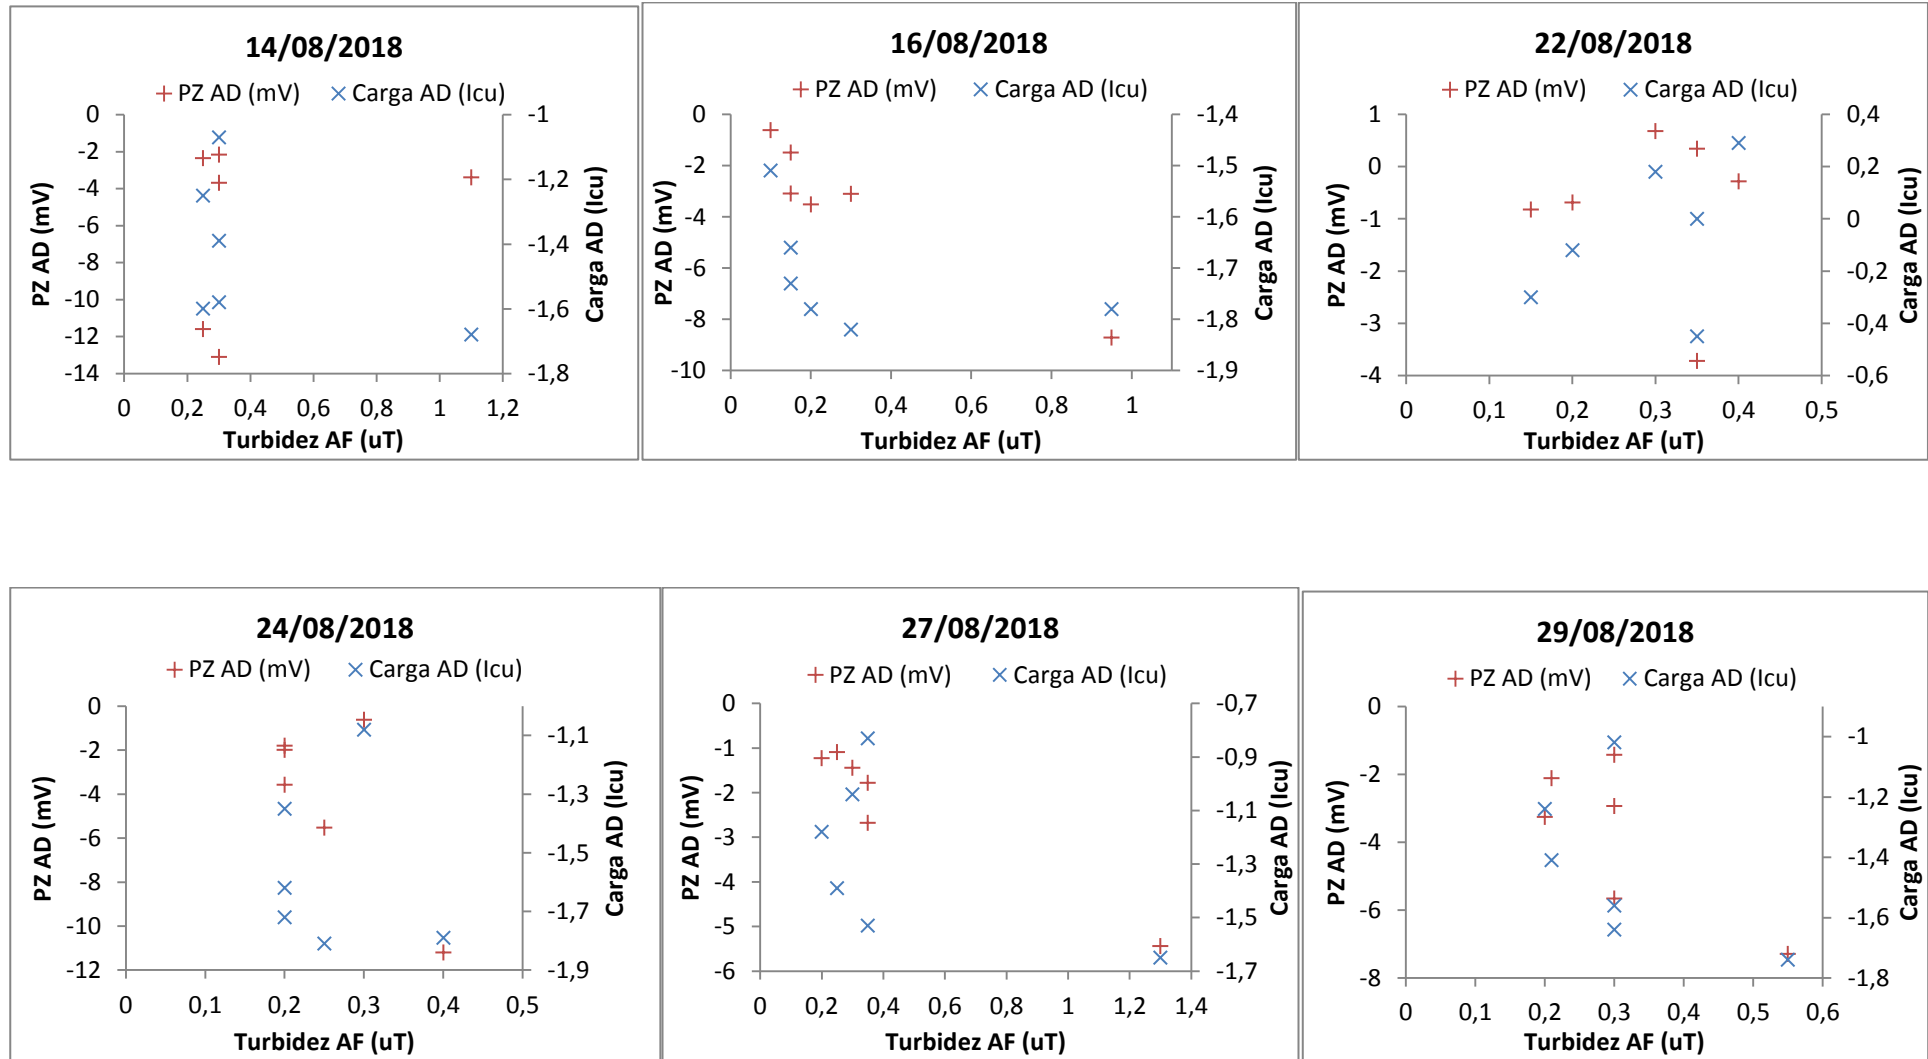 14/08/2018
PZ AD (mV) Carga AD (Icu)
0
-2
-4
-6
-8
-10
-12
-14
-1
-1,2
-1,4
-1,6
-1,8
0 0,2 0,4 0,6 0,8 1 1,2
PZ AD (mV)
Carga AD (Icu)
Turbidez AF (uT)
16/08/2018
PZ AD (mV) Carga AD (Icu)
0
-2
-4
-6
-8
-10
-1,4
-1,5
-1,6
-1,7
-1,8
-1,9
0 0,2 0,4 0,6 0,8 1
PZ AD (mV)
Carga AD (Icu)
Turbidez AF (uT)
22/08/2018
PZ AD (mV) Carga AD (Icu)
1
0
-1
-2
-3
-4
0,4
0,2
0
-0,2
-0,4
-0,6
0 0,1 0,2 0,3 0,4 0,5
PZ AD (mV)
Carga AD (Icu)
Turbidez AF (uT)
24/08/2018
PZ AD (mV) Carga AD (Icu)
0
-2
-4
-6
-8
-10
-12
-1,1
-1,3
-1,5
-1,7
-1,9
0 0,1 0,2 0,3 0,4 0,5
PZ AD (mV)
Carga AD (Icu)
Turbidez AF (uT)
27/08/2018
PZ AD (mV) Carga AD (Icu)
0
-1
-2
-3
-4
-5
-6
-0,7
-0,9
-1,1
-1,3
-1,5
-1,7
0 0,2 0,4 0,6 0,8 1 1,2 1,4
PZ AD (mV)
Carga AD (Icu)
Turbidez AF (uT)
29/08/2018
PZ AD (mV) Carga AD (Icu)
0
-2
-4
-6
-8
-1
-1,2
-1,4
-1,6
-1,8
0 0,1 0,2 0,3 0,4 0,5 0,6
PZ AD (mV)
Carga AD (Icu)
Turbidez AF (uT)